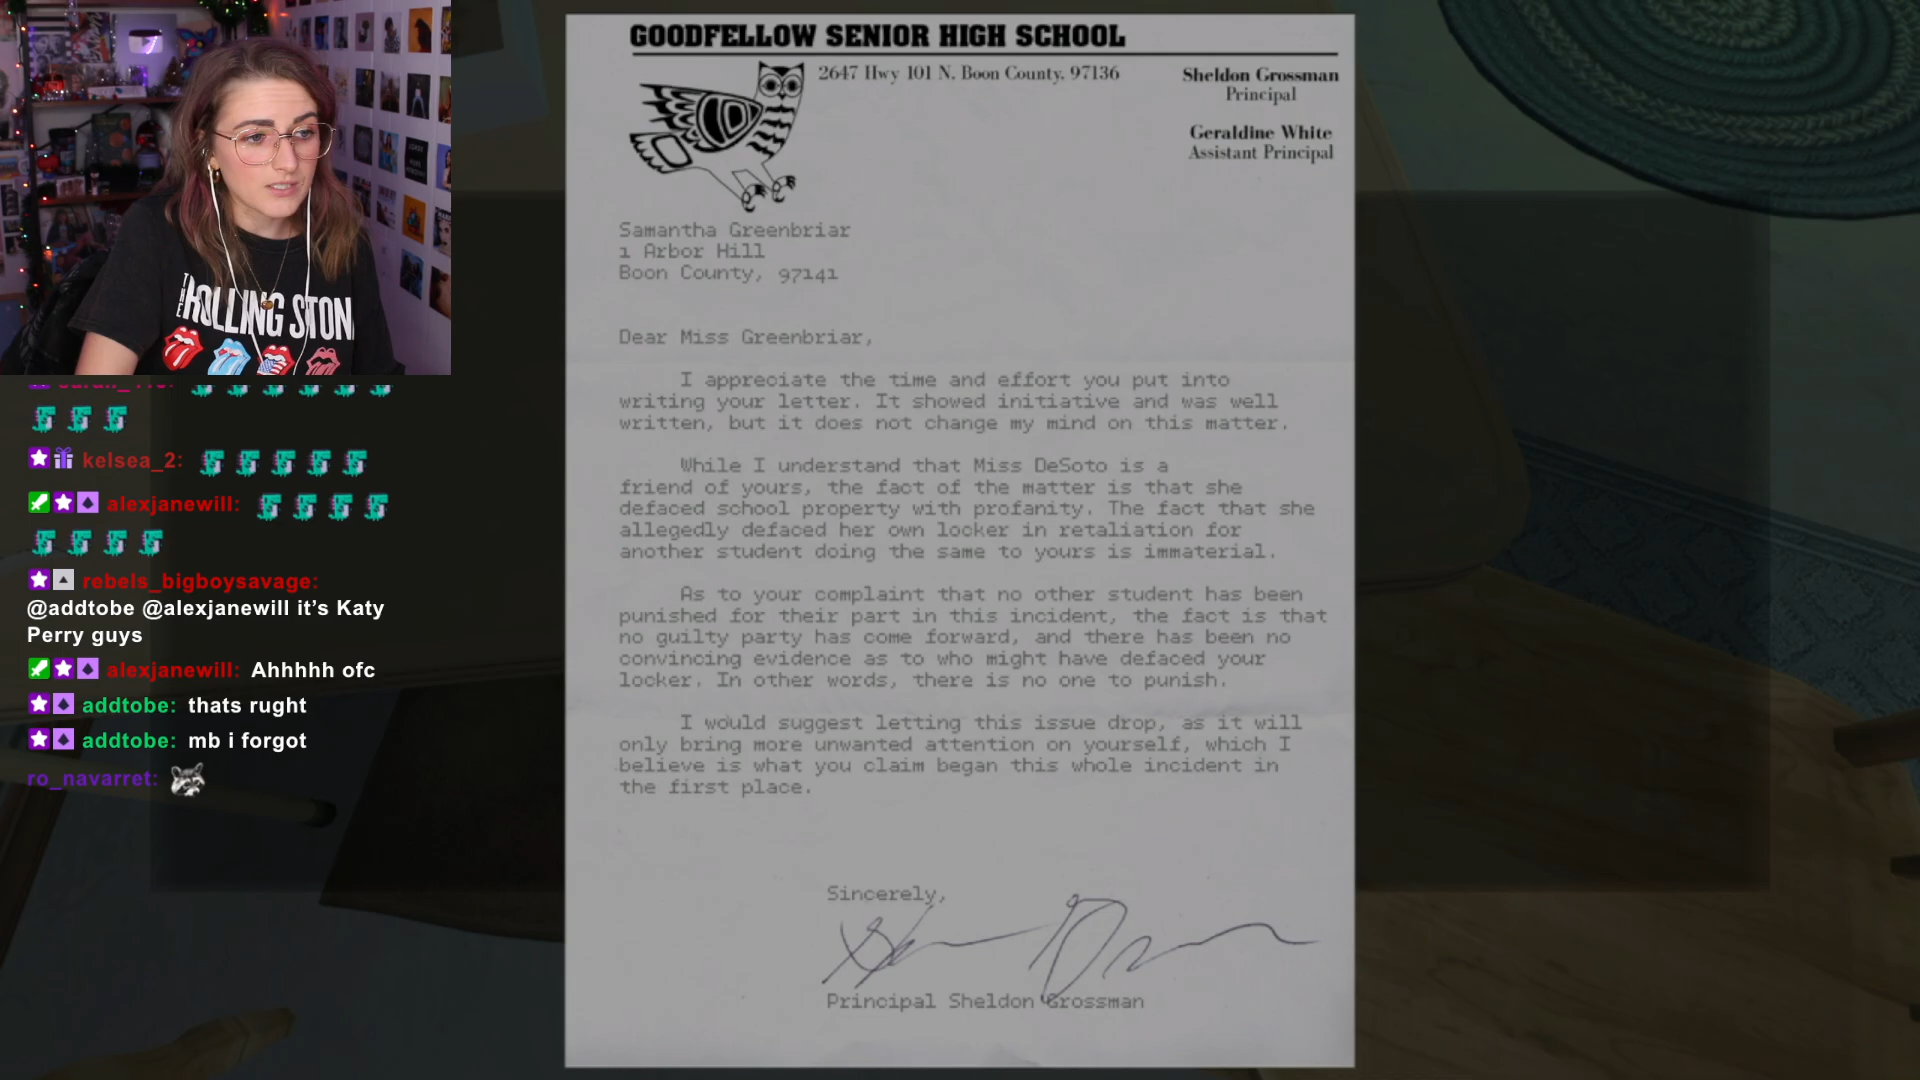 GOODFELLOW SENIOR HIGH SCHOOL
2647 Hwy 101 N, Boon County, 97136
Sheldon Grossman
Principal
Geraldine White
Assistant Principal
Samantha Greenbriar
1 Arbor Hill
Boon County, 97141
Dear Miss Greenbriar,
I appreciate the time and effort you put into
writing your letter. It showed initiative and was well
written, but it does not change my mind on this matter.
While I understand that Miss DeSoto is a
friend of yours, the fact of the matter is that she
defaced school property with profanity. The fact that she
allegedly defaced her own locker in retaliation for
another student doing the same to yours is immaterial.
As to your complaint that no other student has been
punished for their part in this incident, the fact is that
no guilty party has come forward, and there has been no
convincing evidence as to who might have defaced your
locker. In other words, there is no one to punish.
I would suggest letting this issue drop, as it will
only bring more unwanted attention on yourself, which I
believe is what you claim began this whole incident in
the first place.
Sincerely,
Principal Sheldon Grossman
THE
ROLLING STON
kelsea_2:
alexjanewill:
rebels_bigboysavage:
@addtobe @alexjanewill it's Katy
Perry guys
alexjanewill: Ahhhhh ofc
addtobe: thats rught
addtobe: mb i forgot
ro_navarret: